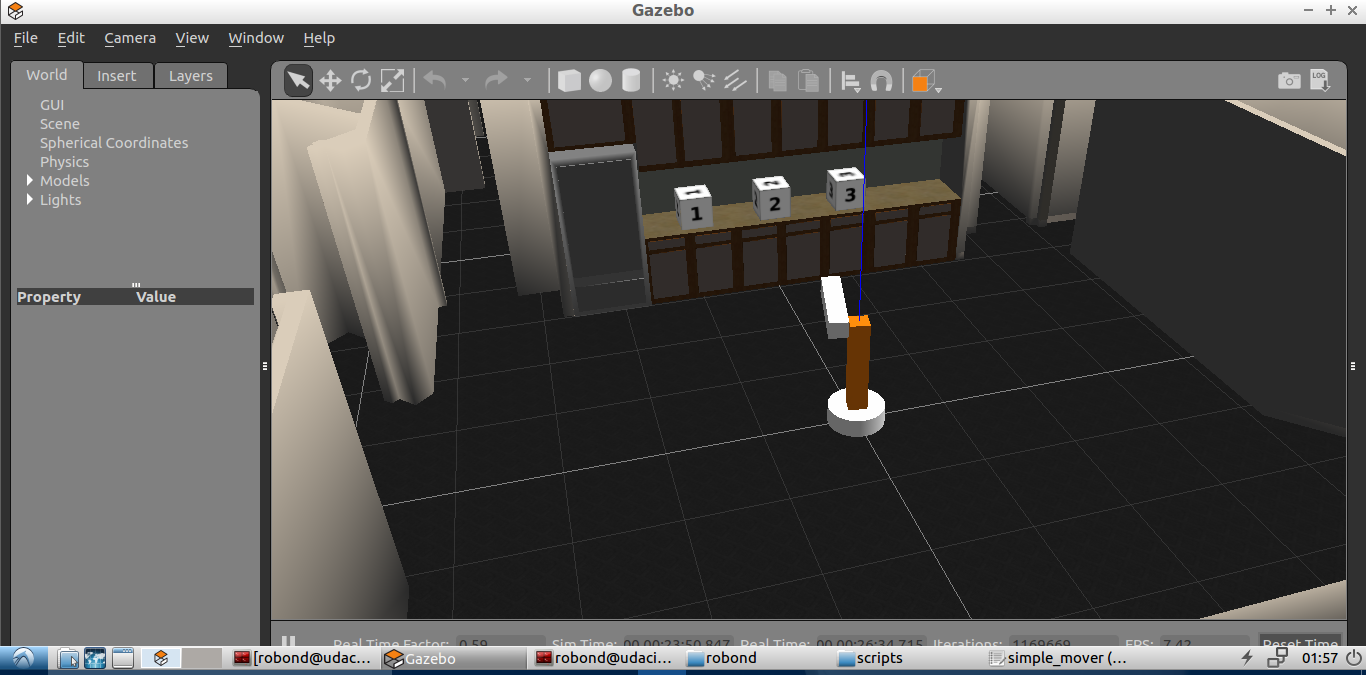 Gazebo
File Edit Camera View Window Help
World Insert Layers
LOG
GUI
Scene
Spherical Coordinates
Physics
Models
Lights
Property Value
1 2 3
Real Time Factor: 0.59 Sim Time: 00 00:23:50.847 Real Time: 00 00:26:34.715 Iterations: 1169669 FPS: 7.42 Reset Time
[robond@udac... Gazebo robond@udaci... robond scripts simple_mover (... 01:57